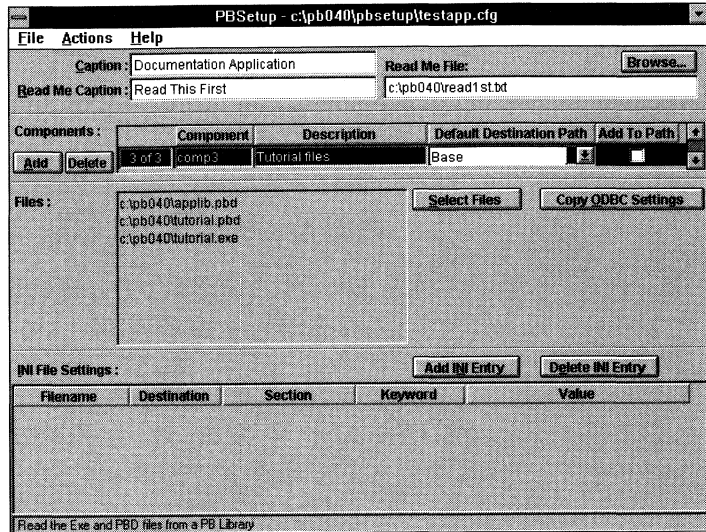 PBSetup - c:\pb040\pbsetup\testapp.cfg
File Actions Help
Caption : Documentation Application Read Me File: Browse...
Read Me Caption : Read This First c:\pb040\read1st.txt
Components : Component Description Default Destination Path Add To Path
Add Delete 3 of 3 comp3 Tutorial files Base
Files : c:\pb040\applib.pbd Select Files Copy ODBC Settings
c:\pb040\tutorial.pbd
c:\pb040\tutorial.exe
INI File Settings : Add INI Entry Delete INI Entry
Filename Destination Section Keyword Value
Read the Exe and PBD files from a PB Library